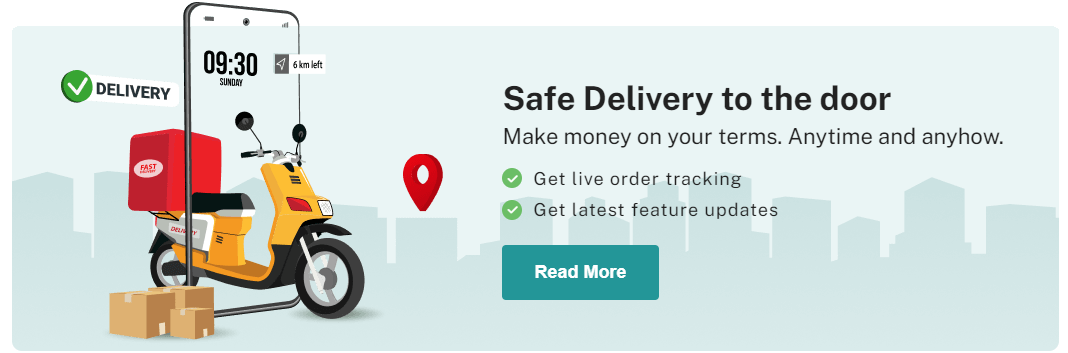 09:30
SUNDAY
6 km left
DELIVERY
FAST
DELIVERY
DELIVERY
Safe Delivery to the door
Make money on your terms. Anytime and anyhow.
Get live order tracking
Get latest feature updates
Read More